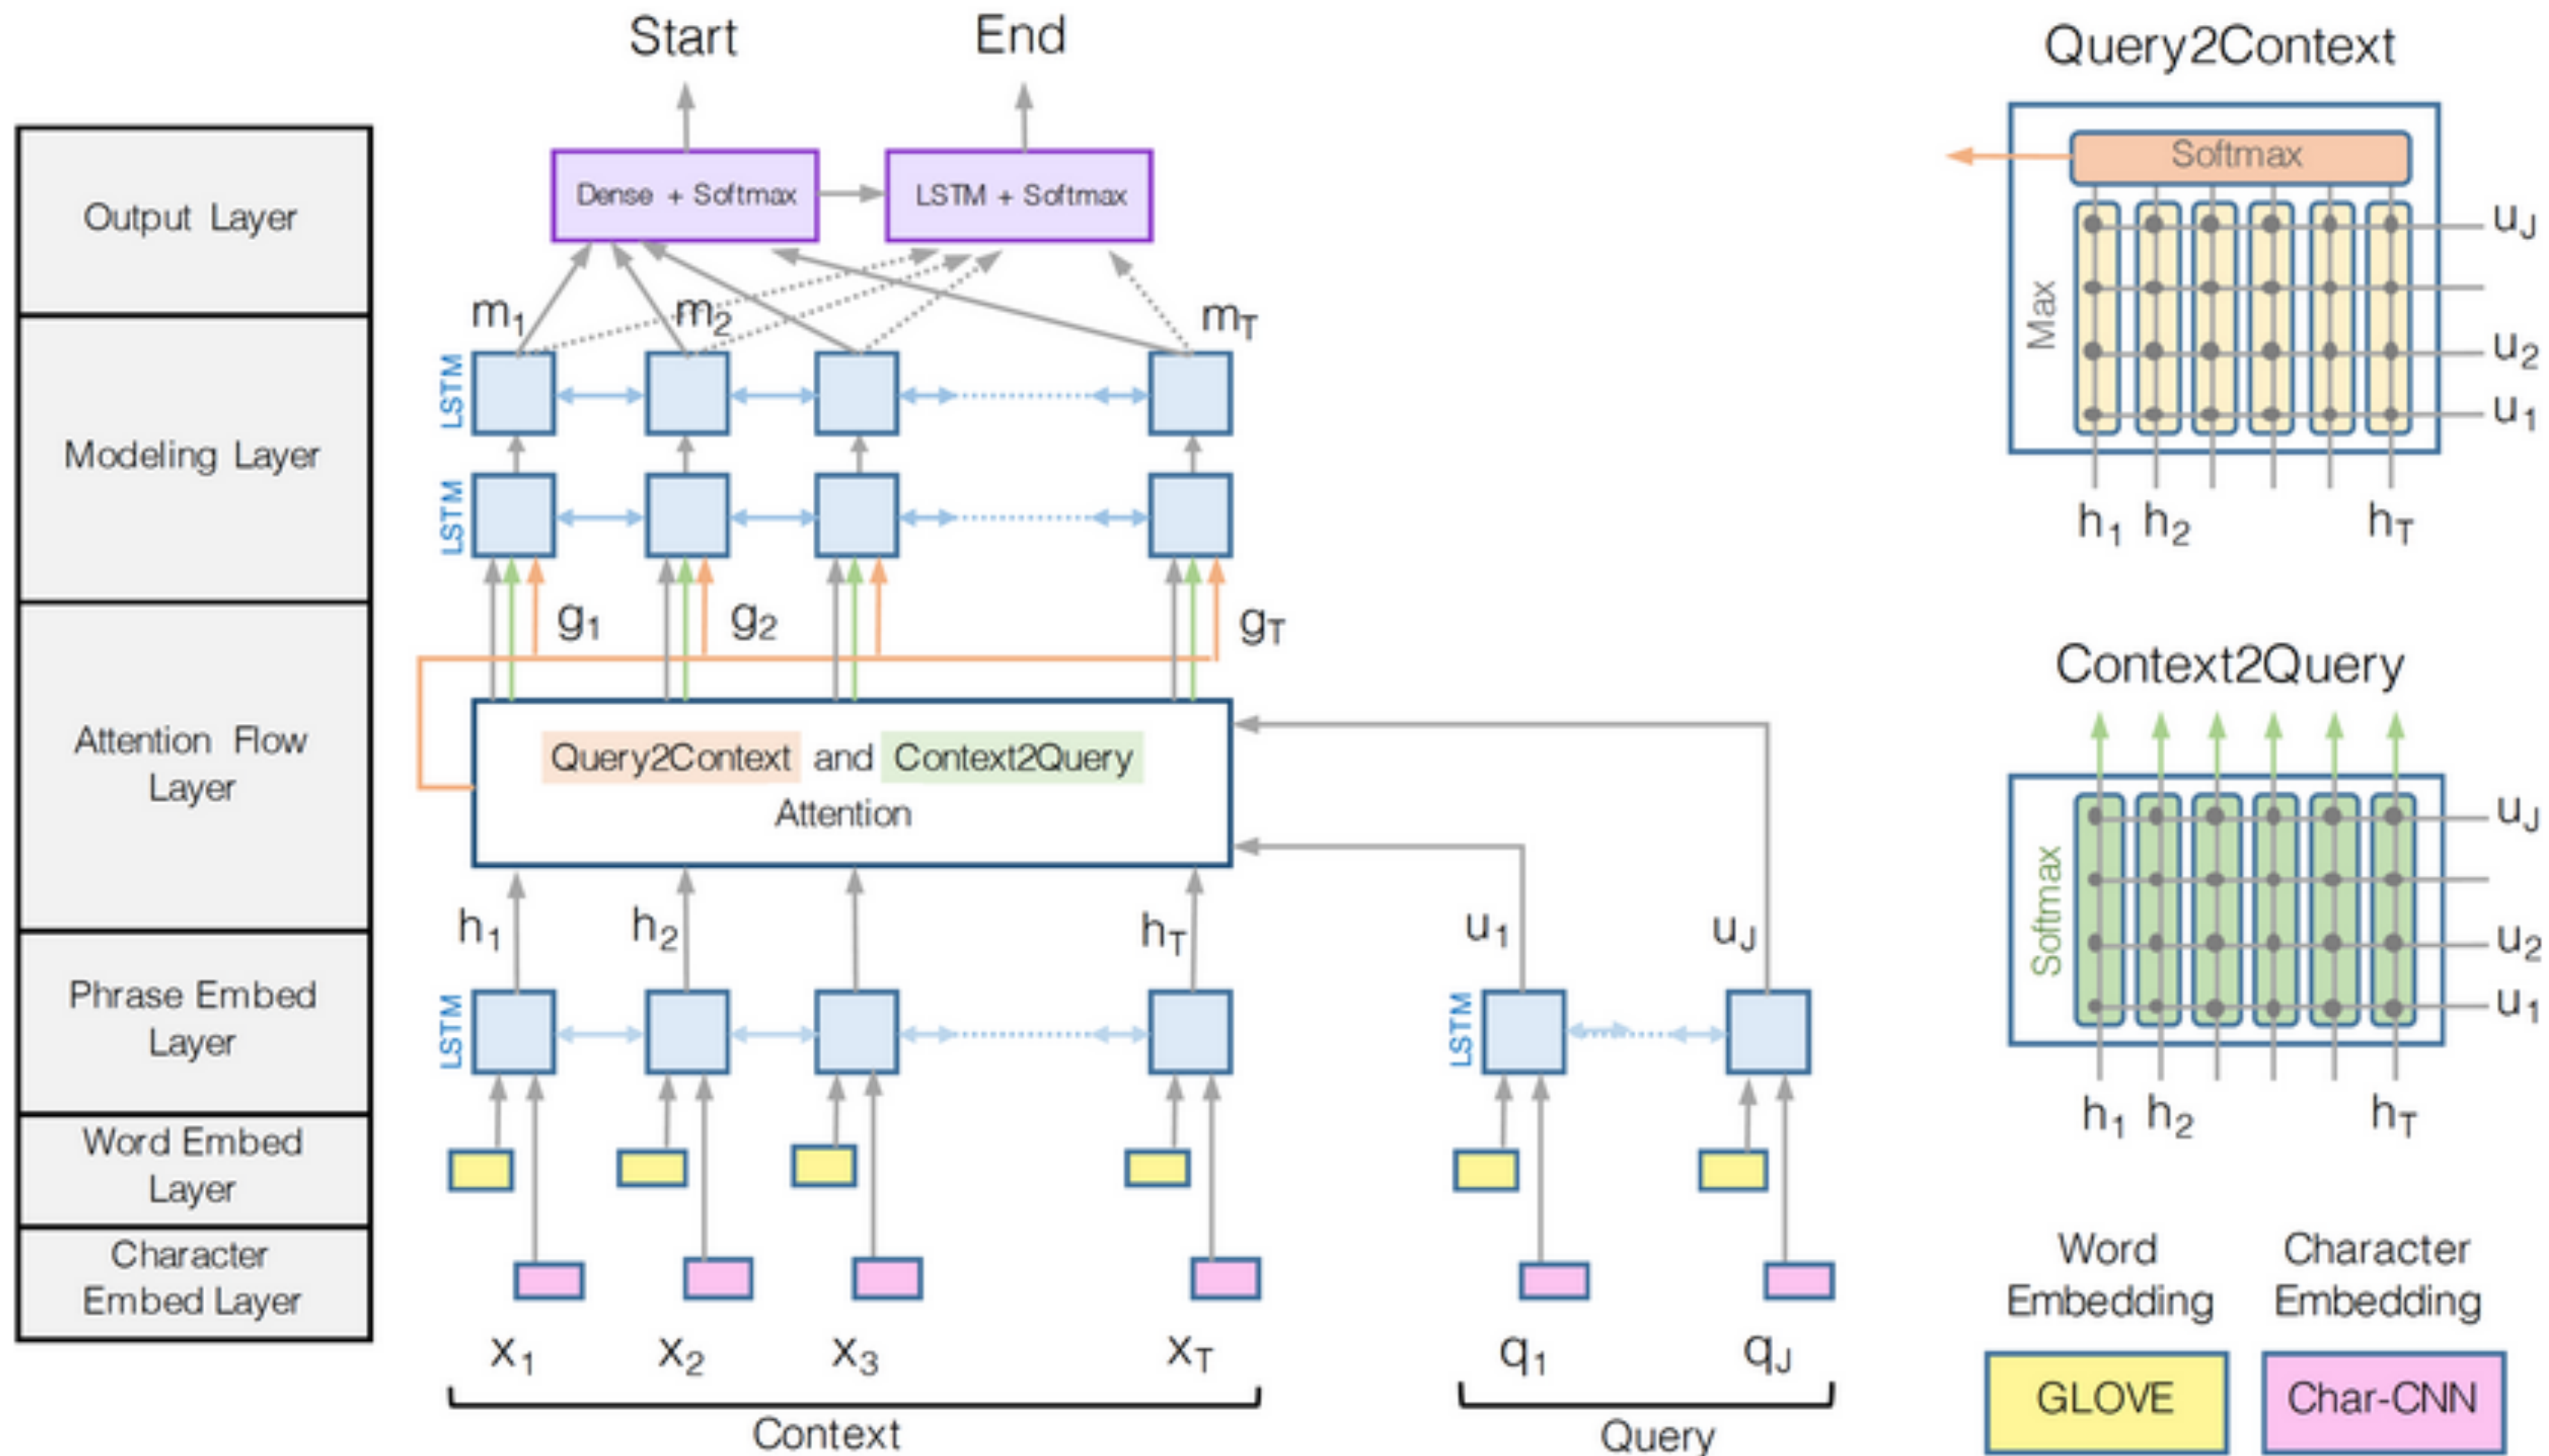 Start End
Query2Context
Output Layer
Dense + Softmax LSTM + Softmax
Softmax
Max
uJ
u2
u1
h1 h2 hT
m1 m2 mT
Modeling Layer
LSTM
LSTM
g1 g2 gT
Attention Flow
Layer
Query2Context and Context2Query
Attention
Context2Query
Softmax
uJ
u2
u1
h1 h2 hT
h1 h2 hT u1 uJ
Phrase Embed
Layer
LSTM
LSTM
Word Embed
Layer
Character
Embed Layer
x1 x2 x3 xT q1 qJ
Context Query
Word
Embedding
GLOVE
Character
Embedding
Char-CNN